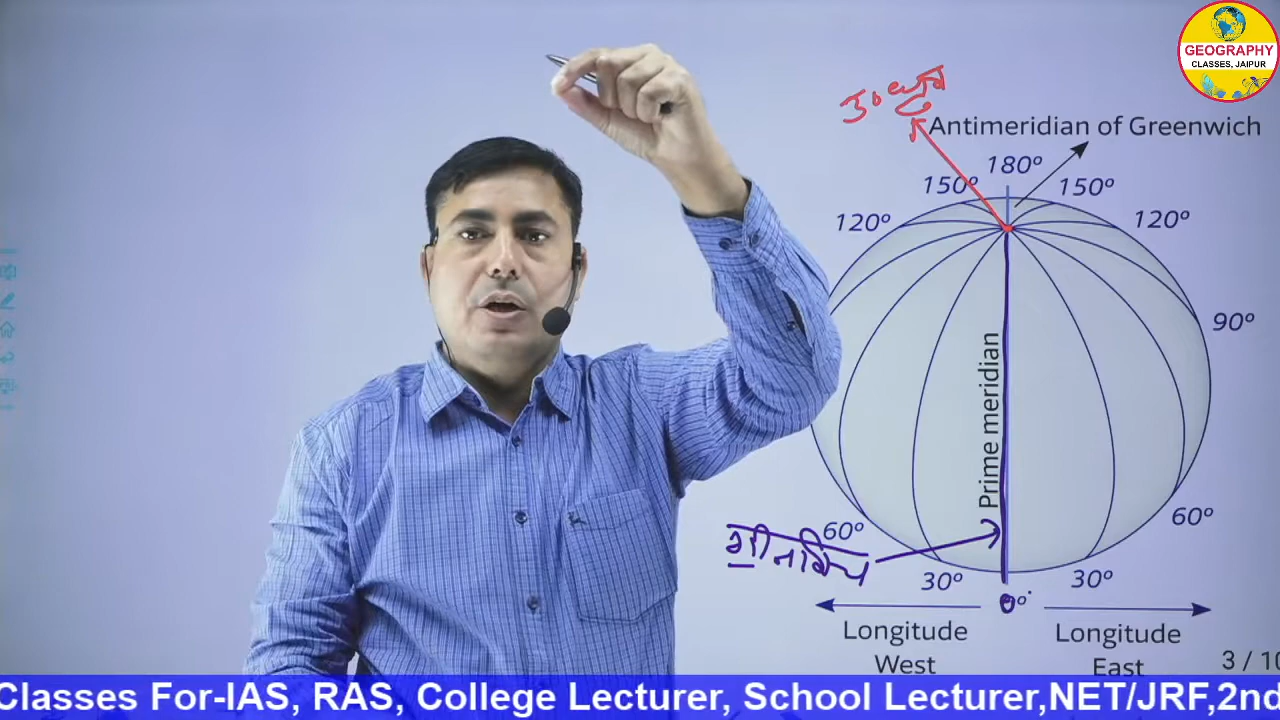 GEOGRAPHY
CLASSES, JAIPUR
उ० ध्रुव
Antimeridian of Greenwich
180°
150° 150°
120° 120°
90°
Prime meridian
60° 60°
ग्रीनविच
30° 30°
0°
Longitude West
Longitude East
3 / 10
Classes For-IAS, RAS, College Lecturer, School Lecturer,NET/JRF,2nd